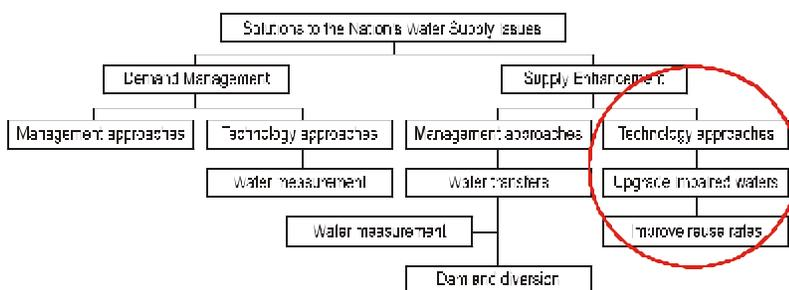 Solutions to the Nation's Water Supply Issues
Demand Management
Supply Enhancement
Management approaches
Technology approaches
Management approaches
Technology approaches
Water measurement
Water transfers
Upgrade impaired waters
Water measurement
Improve reuse rates
Dam and diversion